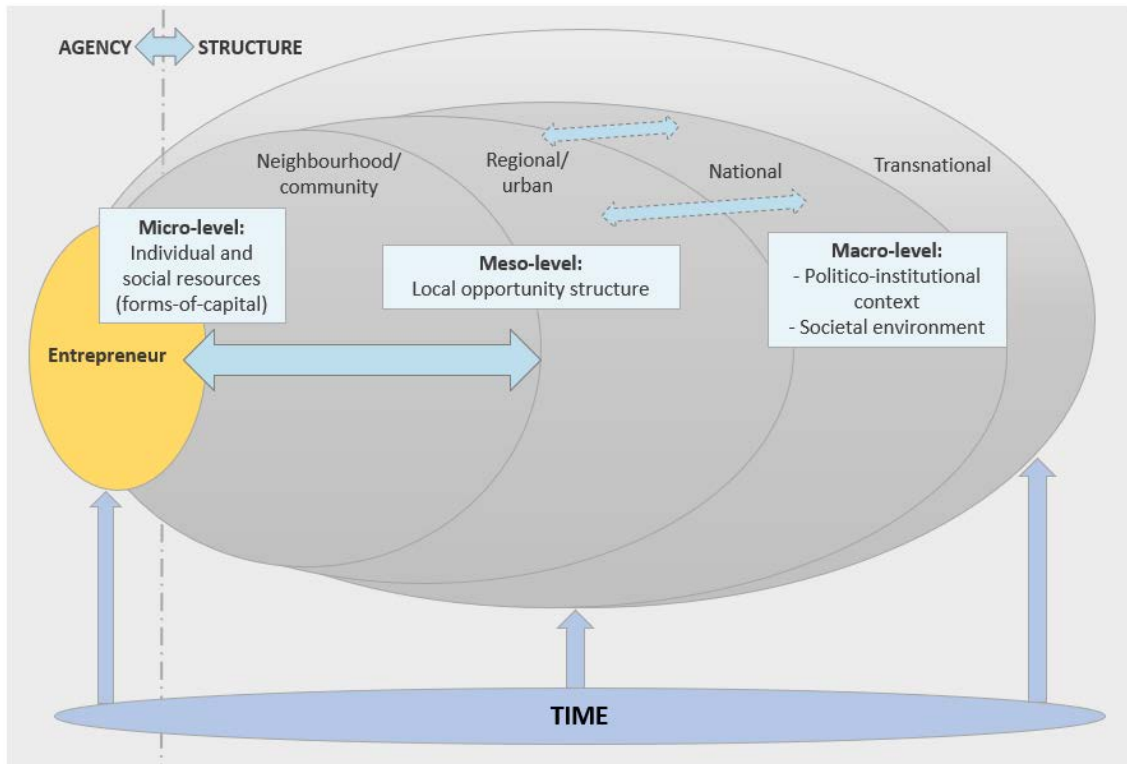 AGENCY STRUCTURE
Neighbourhood/
community
Regional/
urban
National
Transnational
Micro-level:
Individual and
social resources
(forms-of-capital)
Meso-level:
Local opportunity structure
Macro-level:
- Politico-institutional
context
- Societal environment
Entrepreneur
TIME